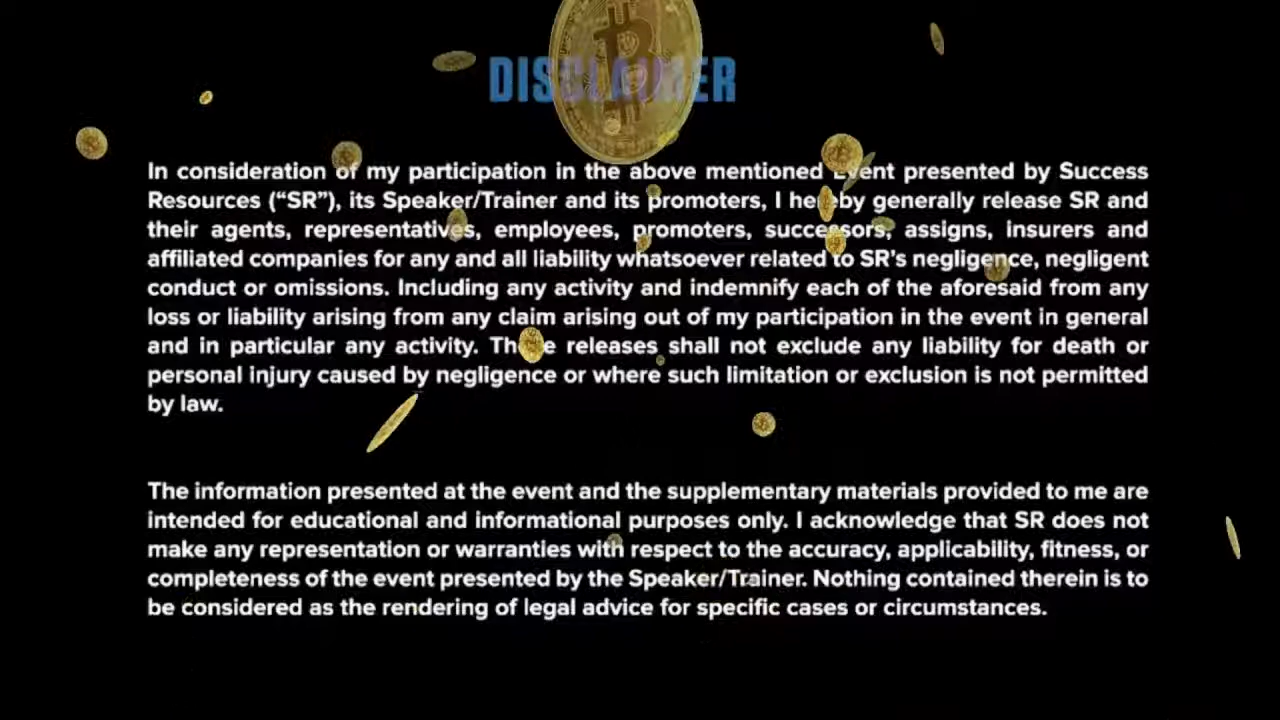 DISCLAIMER
In consideration of my participation in the above mentioned Event presented by Success
Resources (“SR”), its Speaker/Trainer and its promoters, I hereby generally release SR and
their agents, representatives, employees, promoters, successors, assigns, insurers and
affiliated companies for any and all liability whatsoever related to SR’s negligence, negligent
conduct or omissions. Including any activity and indemnify each of the aforesaid from any
loss or liability arising from any claim arising out of my participation in the event in general
and in particular any activity. These releases shall not exclude any liability for death or
personal injury caused by negligence or where such limitation or exclusion is not permitted
by law.
The information presented at the event and the supplementary materials provided to me are
intended for educational and informational purposes only. I acknowledge that SR does not
make any representation or warranties with respect to the accuracy, applicability, fitness, or
completeness of the event presented by the Speaker/Trainer. Nothing contained therein is to
be considered as the rendering of legal advice for specific cases or circumstances.